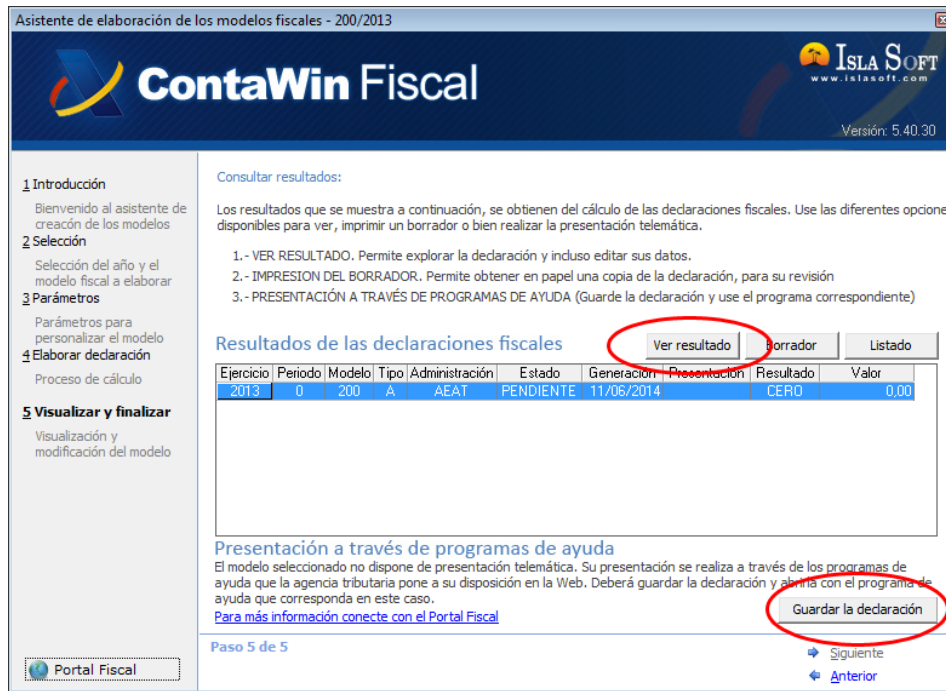 Asistente de elaboración de los modelos fiscales - 200/2013
ContaWin Fiscal
ISLA SOFT
www.islasoft.com
Versión: 5.40.30
1 Introducción
Bienvenido al asistente de
creacón de los modelos
2 Selección
Selección del año y el
modelo fiscal a elaborar
3 Parámetros
Parámetros para
personalizar el modelo
4 Elaborar declaración
Proceso de cálculo
5 Visualizar y finalizar
Visualización y
modificación del modelo
Portal Fiscal
Consultar resultados:
Los resultados que se muestra a continuación, se obtienen del cálculo de las declaraciones fiscales. Use las diferentes opcione
disponibles para ver, imprimir un borrador o bien realizar la presentación telemática.
1.- VER RESULTADO. Permite explorar la declaración y incluso editar sus datos.
2.- IMPRESION DEL BORRADOR. Permite obtener en papel una copia de la declaración, para su revisión
3.- PRESENTACIÓN A TRAVÉS DE PROGRAMAS DE AYUDA (Guarde la declaración y use el programa correspondiente)
Resultados de las declaraciones fiscales
Ver resultado Borrador Listado
Ejercicio Periodo Modelo Tipo Administración Estado Generación Presentación Resultado Valor
2013 0 200 A AEAT PENDIENTE 11/06/2014 CERO 0,00
Presentación a través de programas de ayuda
El modelo seleccionado no dispone de presentación telemática. Su presentación se realiza a través de los programas de
ayuda que la agencia tributaria pone a su disposición en la Web. Deberá guardar la declaración y abrirla con el programa de
ayuda que corresponda en este caso.
Guardar la declaración
Para más información conecte con el Portal Fiscal
Paso 5 de 5
Siguiente
Anterior